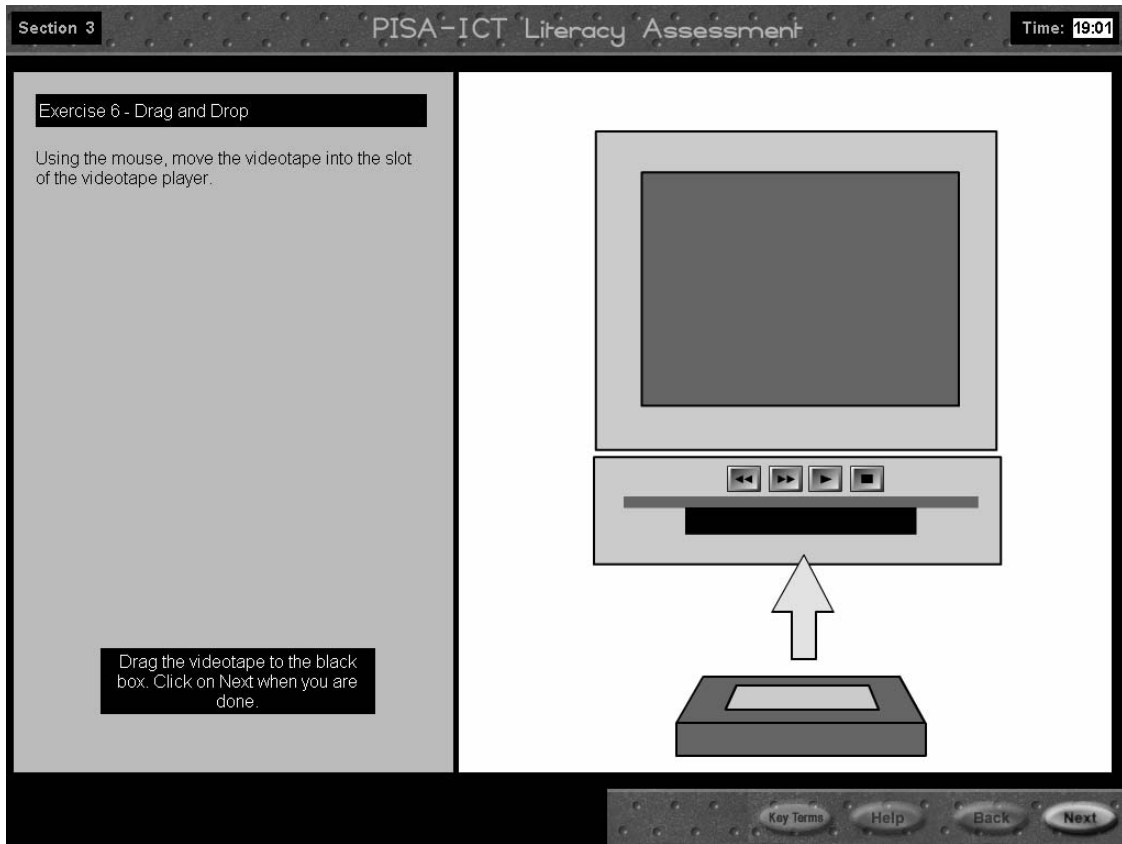 Section 3
PISA-ICT Literacy Assessment
Time: 19:01
Exercise 6 - Drag and Drop
Using the mouse, move the videotape into the slot
of the videotape player.
Drag the videotape to the black
box. Click on Next when you are
done.
Key Terms
Help
Back
Next